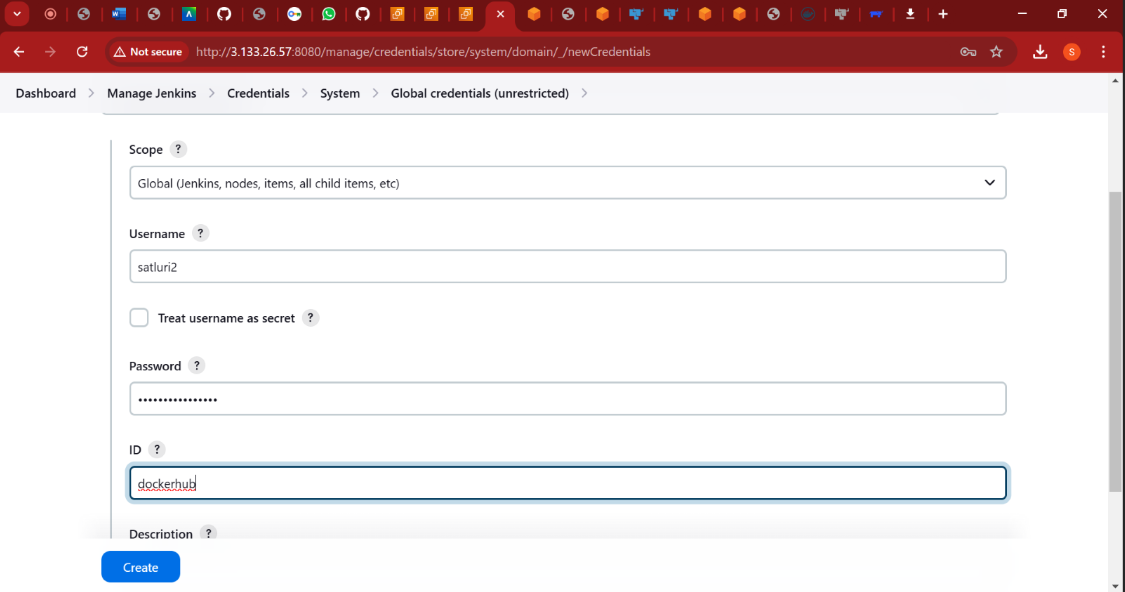 Not secure http://3.133.26.57:8080/manage/credentials/store/system/domain/_/newCredentials S
Dashboard > Manage Jenkins > Credentials > System > Global credentials (unrestricted) >
Scope ?
Global (Jenkins, nodes, items, all child items, etc)
Username ?
satluri2
Treat username as secret ?
Password ?
••••••••••••••••
ID ?
dockerhub
Description ?
Create